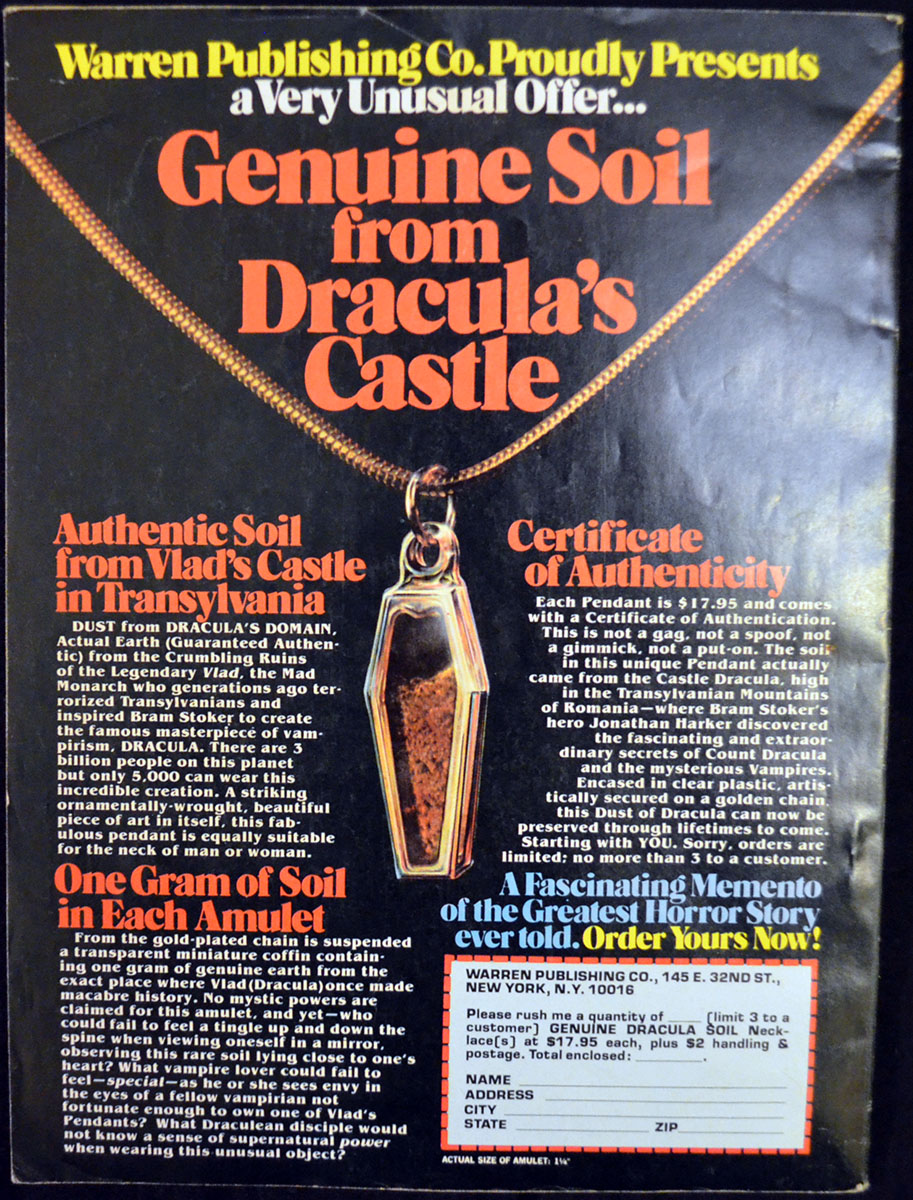 Warren Publishing Co. Proudly Presents
a Very Unusual Offer...
Genuine Soil
from
Dracula's
Castle
Authentic Soil
from Vlad's Castle
in Transylvania
DUST from DRACULA'S DOMAIN,
Actual Earth (Guaranteed Authen-
tic) from the Crumbling Ruins
of the Legendary Vlad, the Mad
Monarch who generations ago ter-
rorized Transylvanians and
inspired Bram Stoker to create
the famous masterpiece of vam-
pirism, DRACULA. There are 3
billion people on this planet
but only 5,000 can wear this
incredible creation. A striking
ornamentally-wrought, beautiful
piece of art in itself, this fab-
ulous pendant is equally suitable
for the neck of man or woman.
One Gram of Soil
in Each Amulet
From the gold-plated chain is suspended
a transparent miniature coffin contain-
ing one gram of genuine earth from the
exact place where Vlad (Dracula) once made
macabre history. No mystic powers are
claimed for this amulet, and yet—who
could fail to feel a tingle up and down the
spine when viewing oneself in a mirror,
observing this rare soil lying close to one's
heart? What vampire lover could fail to
feel—special—as he or she sees envy in
the eyes of a fellow vampirian not
fortunate enough to own one of Vlad's
Pendants? What Draculean disciple would
not know a sense of supernatural power
when wearing this unusual object?
Certificate
of Authenticity
Each Pendant is $17.95 and comes
with a Certificate of Authentication.
This is not a gag, not a spoof, not
a gimmick, not a put-on. The soil
in this unique Pendant actually
came from the Castle Dracula, high
in the Transylvanian Mountains
of Romania—where Bram Stoker's
hero Jonathan Harker discovered
the fascinating and extraor-
dinary secrets of Count Dracula
and the mysterious Vampires.
Encased in clear plastic, artis-
tically secured on a golden chain
this Dust of Dracula can now be
preserved through lifetimes to come.
Starting with YOU. Sorry, orders are
limited; no more than 3 to a customer.
A Fascinating Memento
of the Greatest Horror Story
ever told. Order Yours Now!
WARREN PUBLISHING CO., 145 E. 32ND ST.,
NEW YORK, N.Y. 10016
Please rush me a quantity of ____ (limit 3 to a
customer) GENUINE DRACULA SOIL Neck-
lace(s) at $17.95 each, plus $2 handling &
postage. Total enclosed: ________.
NAME
ADDRESS
CITY
STATE ZIP
ACTUAL SIZE OF AMULET: 1¼"